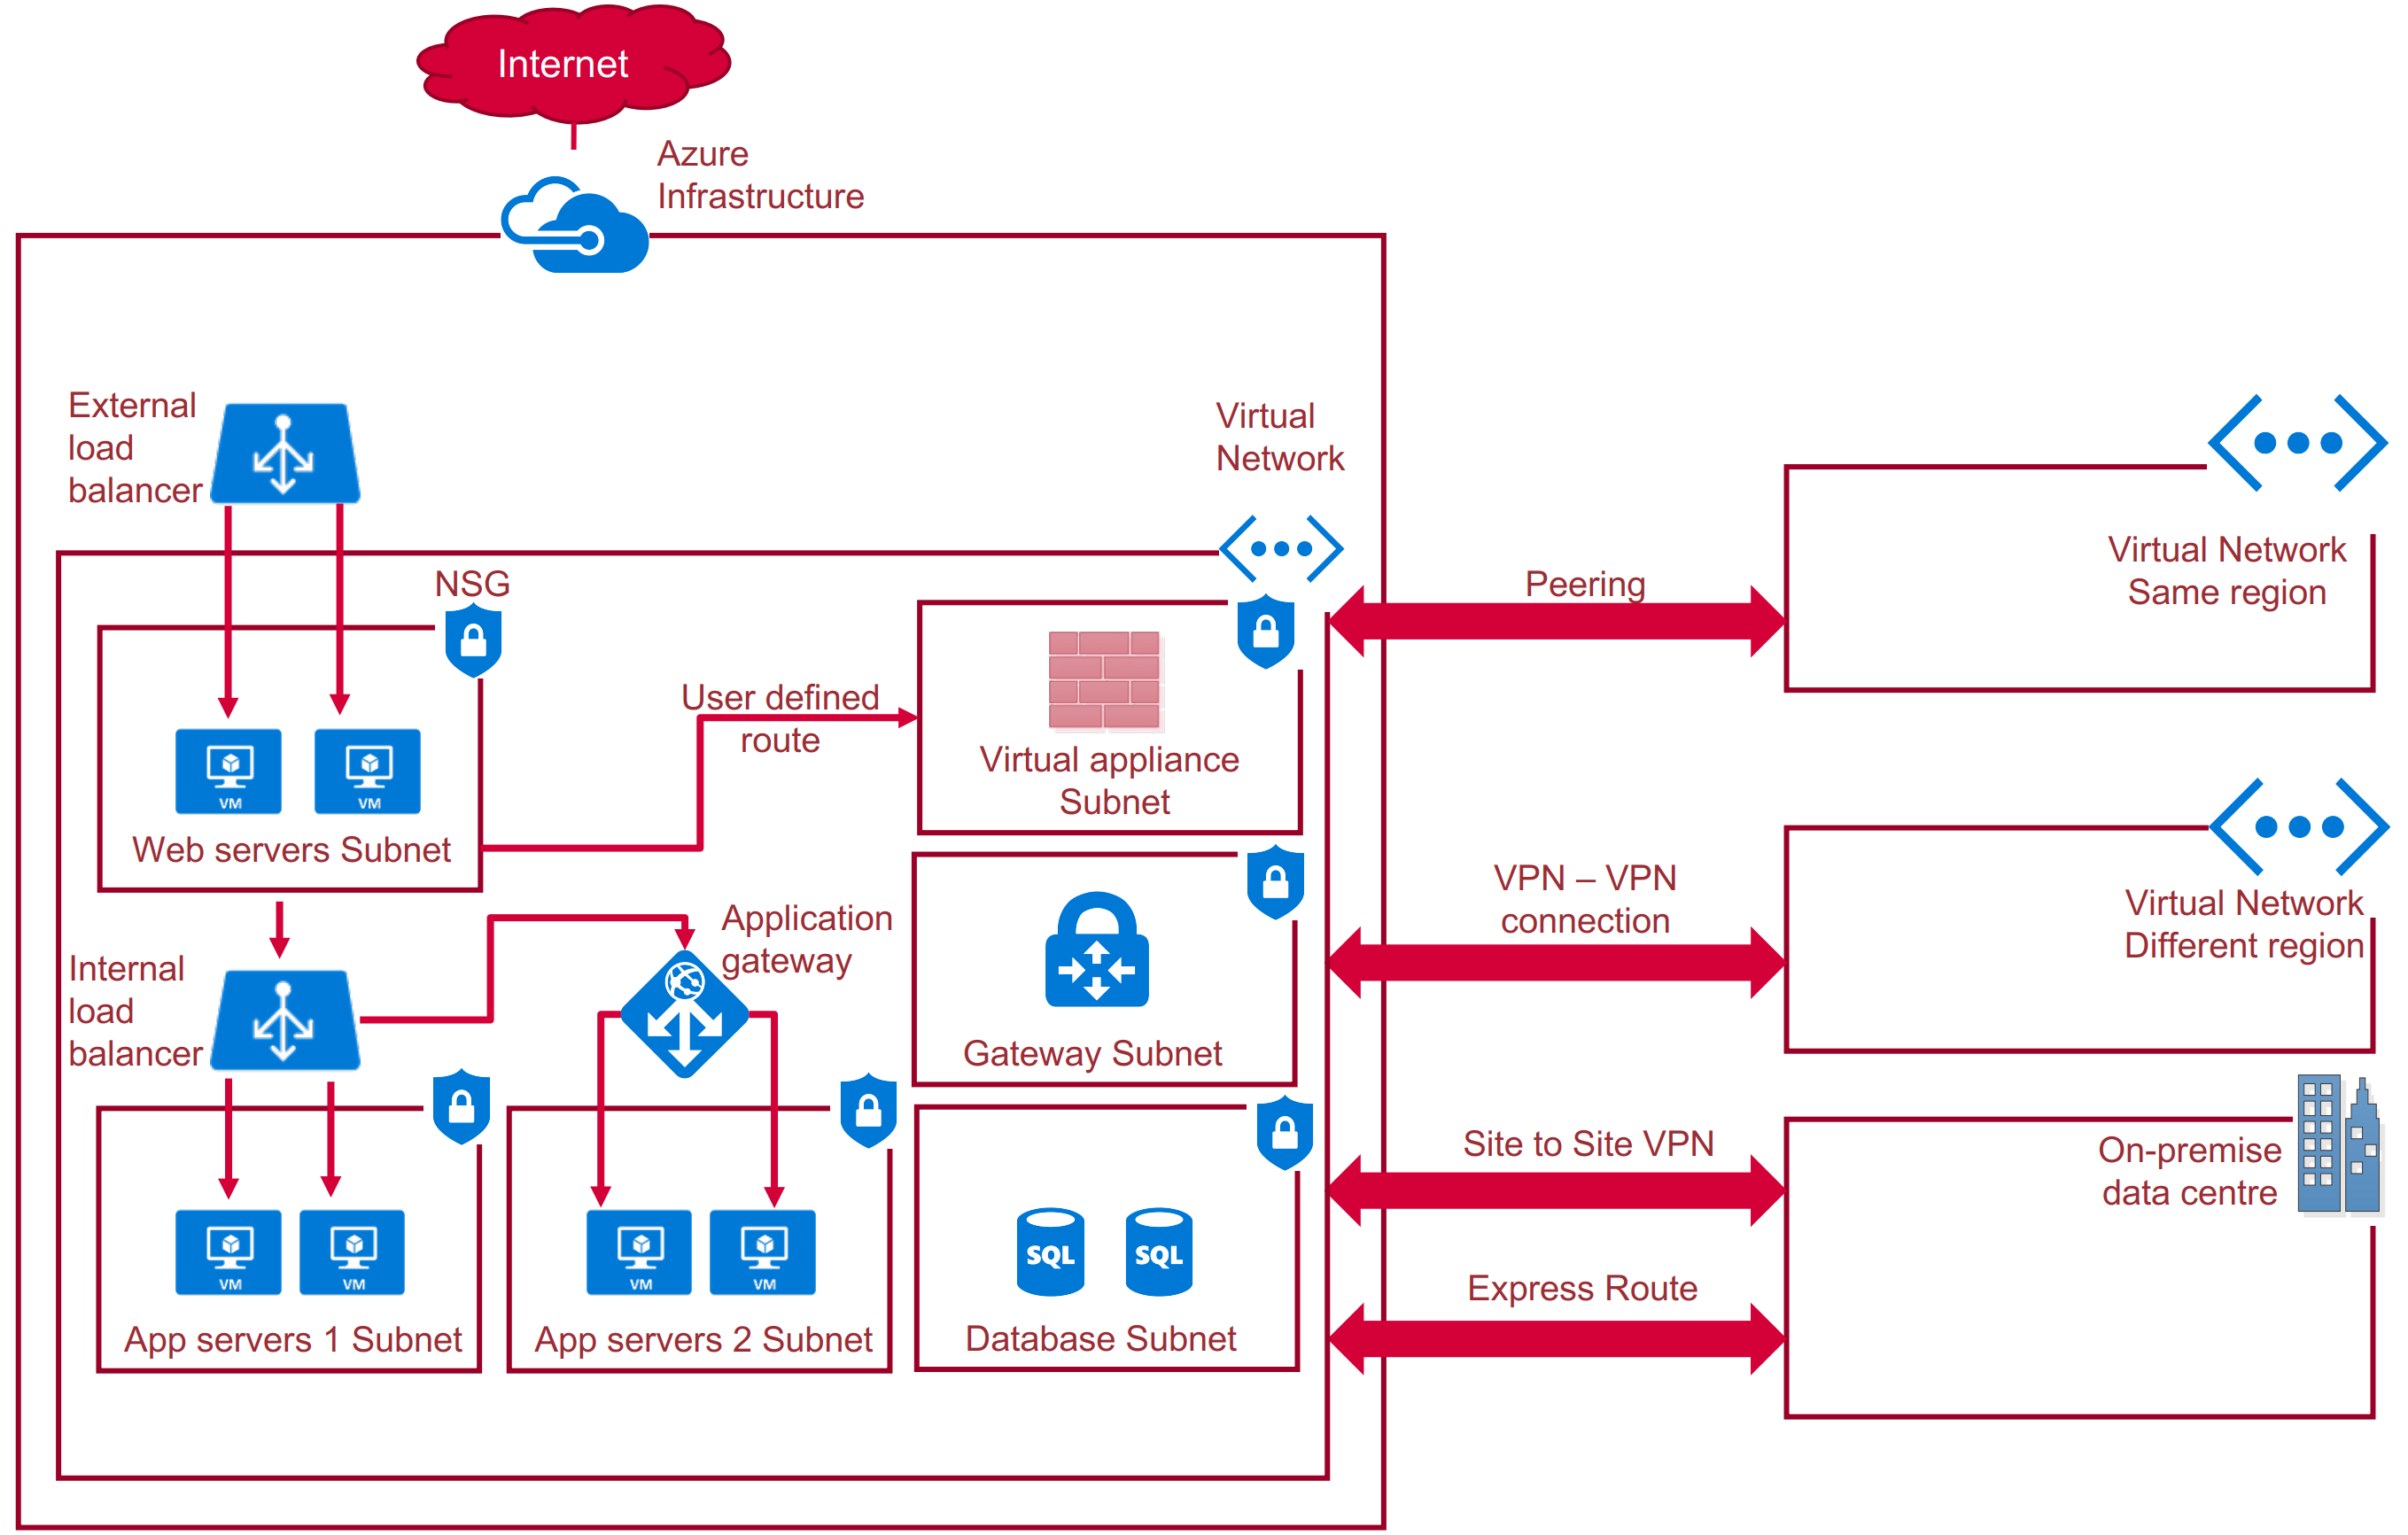 Internet
Azure
Infrastructure
External
load
balancer
Virtual
Network
NSG
Peering
Virtual Network
Same region
User defined
route
Virtual appliance
Subnet
VM
VM
Web servers Subnet
VPN – VPN
connection
Virtual Network
Different region
Application
gateway
Internal
load
balancer
Gateway Subnet
Site to Site VPN
On-premise
data centre
VM
VM
VM
VM
SQL
SQL
Express Route
App servers 1 Subnet
App servers 2 Subnet
Database Subnet